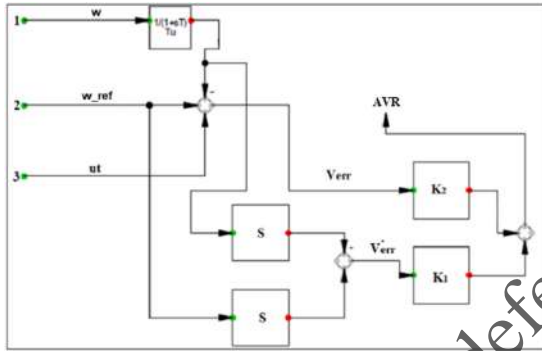 1
w
1/(1+sT)
Tu
2
w_ref
-
AVR
3
ut
Verr
K2
S
-
V·err
K1
S